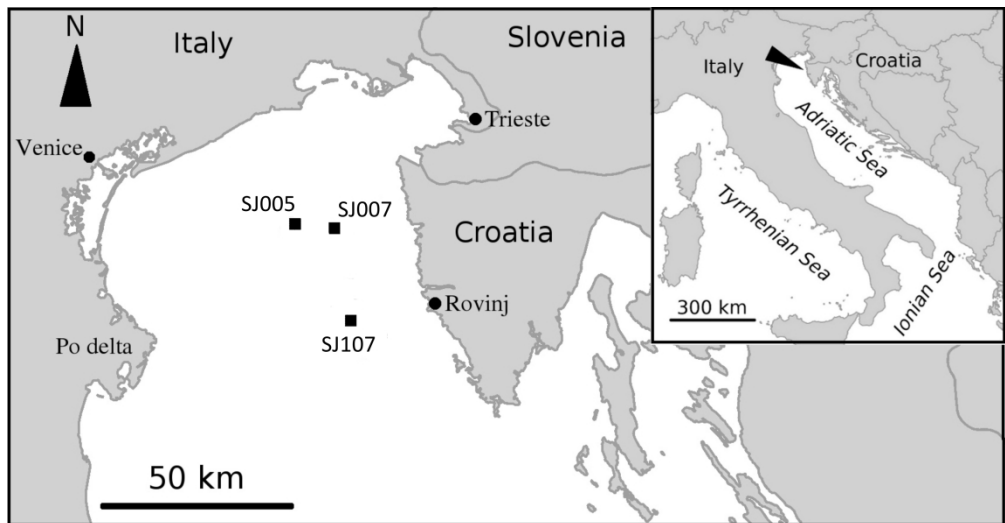 N
Italy
Slovenia
Trieste
Venice
SJ005
SJ007
Croatia
Rovinj
SJ107
Po delta
50 km
Italy
Croatia
Adriatic Sea
Tyrrhenian Sea
Ionian Sea
300 km